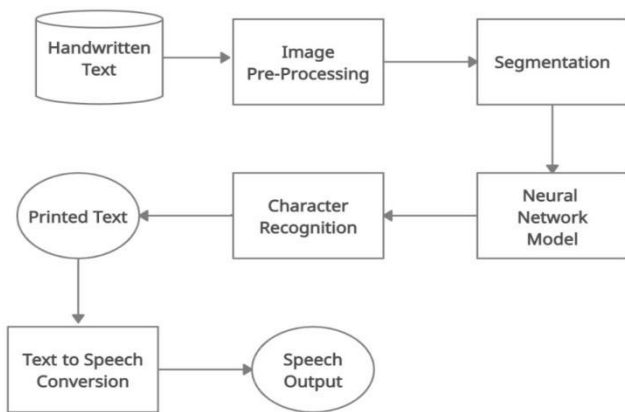 Handwritten
Text
Image
Pre-Processing
Segmentation
Neural
Network
Model
Character
Recognition
Printed Text
Text to Speech
Conversion
Speech
Output